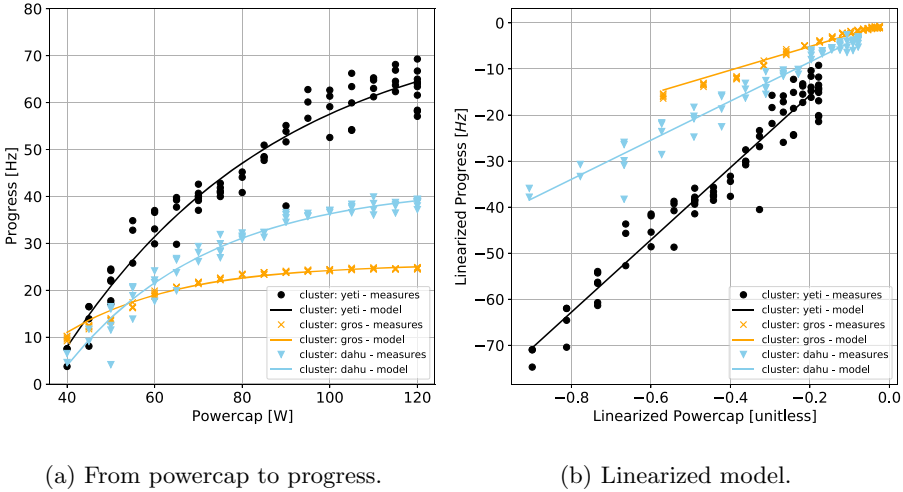 80
70
60
50
40
30
20
10
0
Progress [Hz]
40
60
80
100
120
Powercap [W]
cluster: yeti - measures
cluster: yeti - model
cluster: gros - measures
cluster: gros - model
cluster: dahu - measures
cluster: dahu - model
(a) From powercap to progress.
0
−10
−20
−30
−40
−50
−60
−70
Linearized Progress [Hz]
−0.8
−0.6
−0.4
−0.2
0.0
Linearized Powercap [unitless]
cluster: yeti - measures
cluster: yeti - model
cluster: gros - measures
cluster: gros - model
cluster: dahu - measures
cluster: dahu - model
(b) Linearized model.